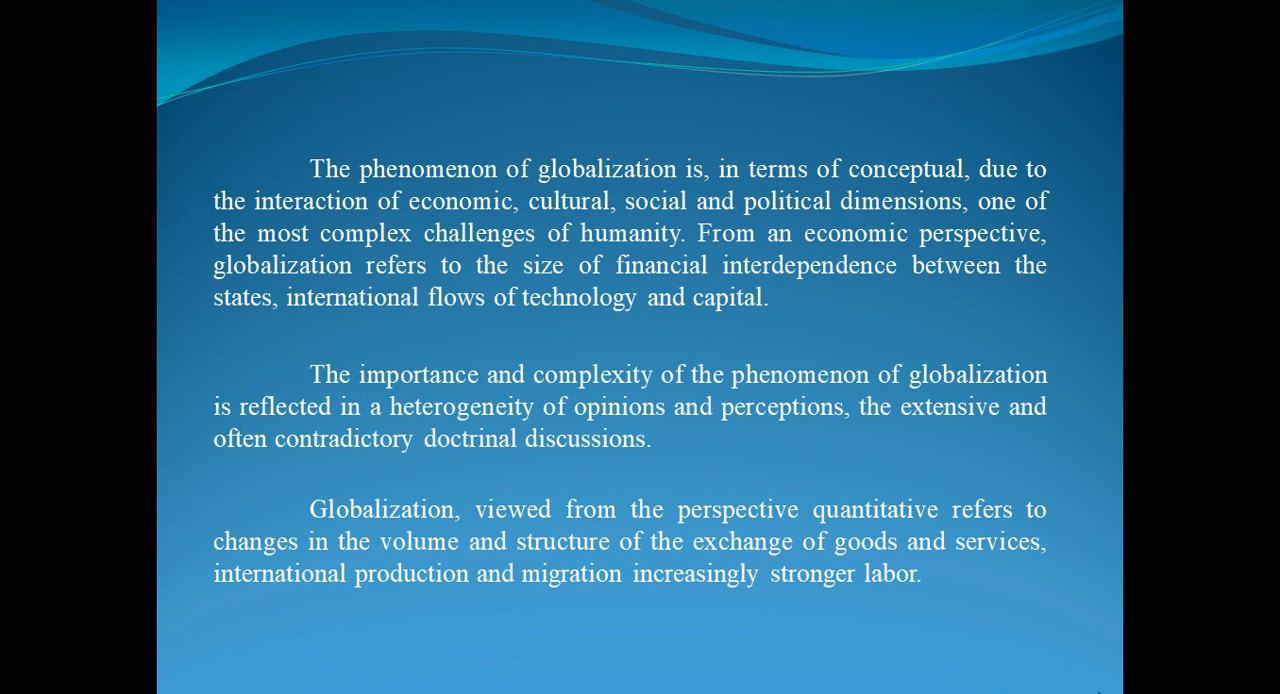 The phenomenon of globalization is, in terms of conceptual, due to
the interaction of economic, cultural, social and political dimensions, one of
the most complex challenges of humanity. From an economic perspective,
globalization refers to the size of financial interdependence between the
states, international flows of technology and capital.
The importance and complexity of the phenomenon of globalization
is reflected in a heterogeneity of opinions and perceptions, the extensive and
often contradictory doctrinal discussions.
Globalization, viewed from the perspective quantitative refers to
changes in the volume and structure of the exchange of goods and services,
international production and migration increasingly stronger labor.